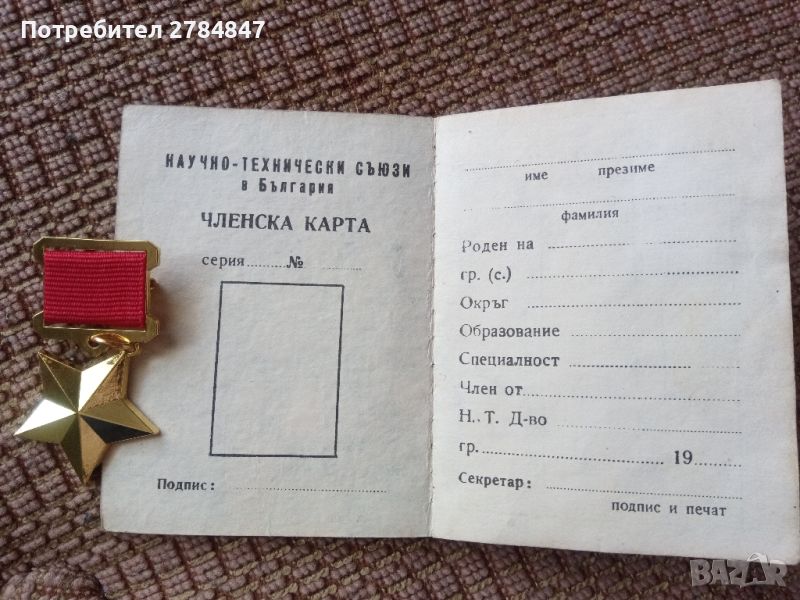 Потребител 2784847
НАУЧНО-ТЕХНИЧЕСКИ СЪЮЗИ
в България
ЧЛЕНСКА КАРТА
серия.......... № ..........
Подпис: ..............................
име презиме
фамилия
Роден на ..............................
гр. (с.) ..............................
Окръг ..............................
Образование ..............................
Специалност ..............................
Член от ..............................
Н. Т. Д-во ..............................
гр. .............................. 19..........
Секретар: ..............................
подпис и печат
BAZAR